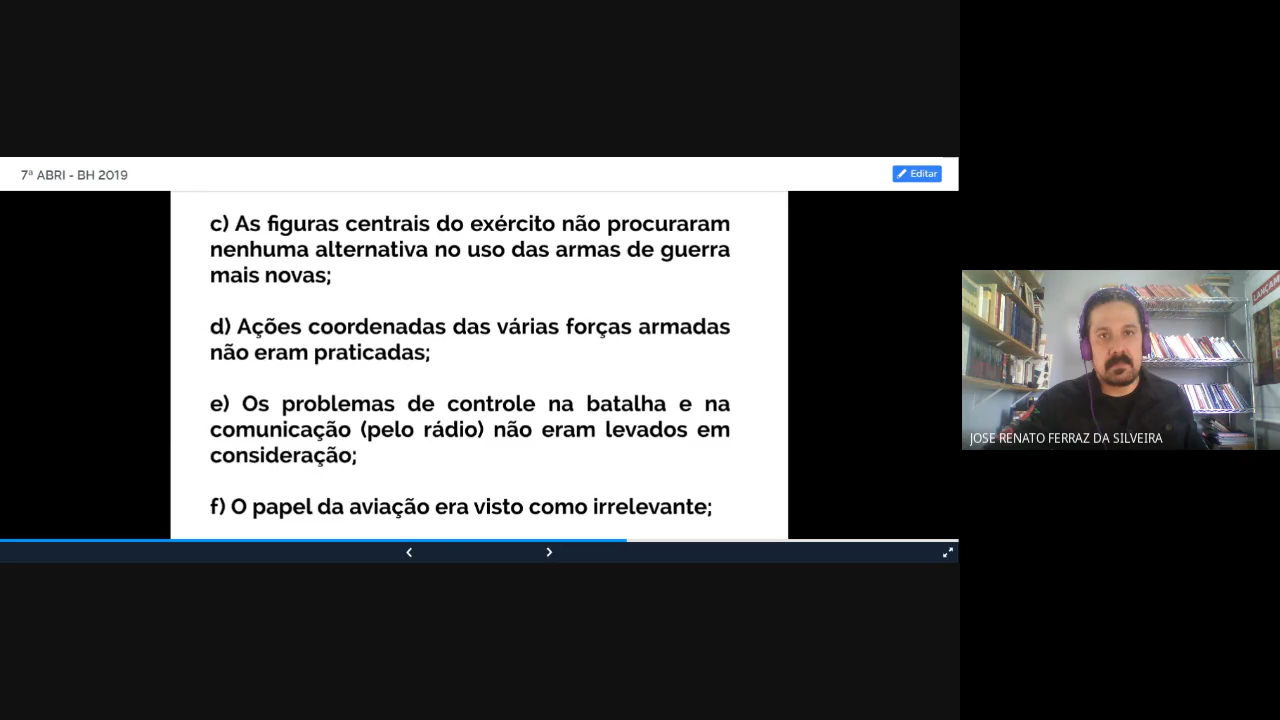 7ª ABRI - BH 2019
Editar
c) As figuras centrais do exército não procuraram
nenhuma alternativa no uso das armas de guerra
mais novas;
d) Ações coordenadas das várias forças armadas
não eram praticadas;
e) Os problemas de controle na batalha e na
comunicação (pelo rádio) não eram levados em
consideração;
f) O papel da aviação era visto como irrelevante;
LANÇAM
JOSE RENATO FERRAZ DA SILVEIRA